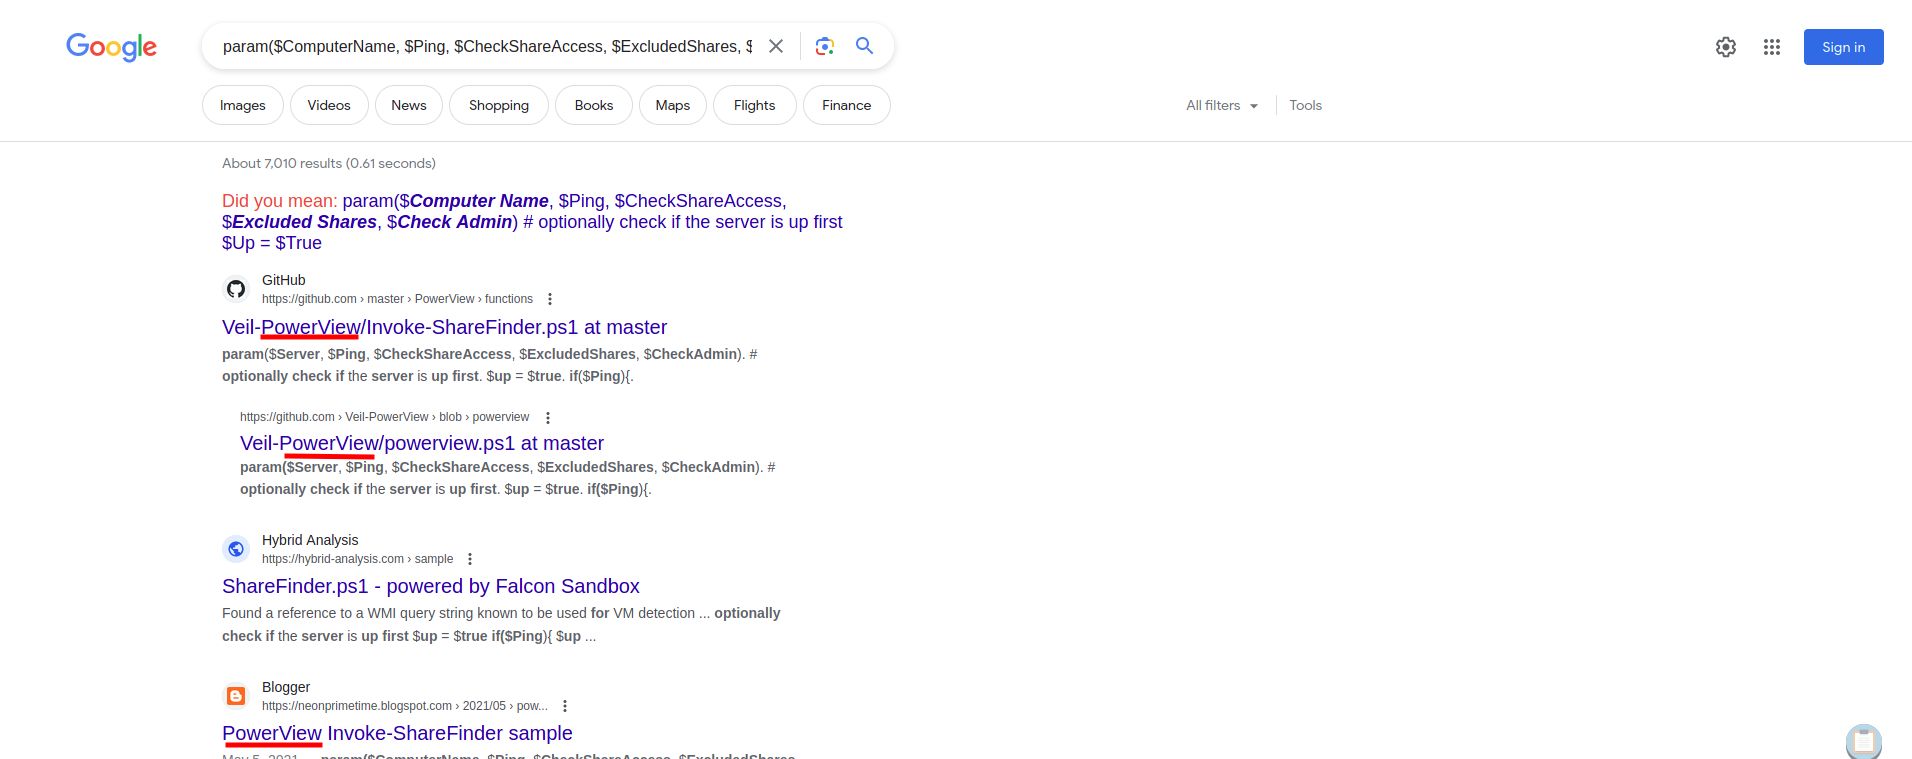 Google
param($ComputerName, $Ping, $CheckShareAccess, $ExcludedShares, $
Sign in
Images
Videos
News
Shopping
Books
Maps
Flights
Finance
All filters
Tools
About 7,010 results (0.61 seconds)
Did you mean: param($Computer Name, $Ping, $CheckShareAccess,
$Excluded Shares, $Check Admin) # optionally check if the server is up first
$Up = $True
GitHub
https://github.com › master › PowerView › functions
Veil-PowerView/Invoke-ShareFinder.ps1 at master
param($Server, $Ping, $CheckShareAccess, $ExcludedShares, $CheckAdmin). #
optionally check if the server is up first. $up = $true. if($Ping){.
https://github.com › Veil-PowerView › blob › powerview
Veil-PowerView/powerview.ps1 at master
param($Server, $Ping, $CheckShareAccess, $ExcludedShares, $CheckAdmin). #
optionally check if the server is up first. $up = $true. if($Ping){.
Hybrid Analysis
https://hybrid-analysis.com › sample
ShareFinder.ps1 - powered by Falcon Sandbox
Found a reference to a WMI query string known to be used for VM detection ... optionally
check if the server is up first $up = $true if($Ping){ $up ...
Blogger
https://neonprimetime.blogspot.com › 2021/05 › pow...
PowerView Invoke-ShareFinder sample
May 5, 2021 — param($ComputerName, $Ping, $CheckShareAccess, $ExcludedShares